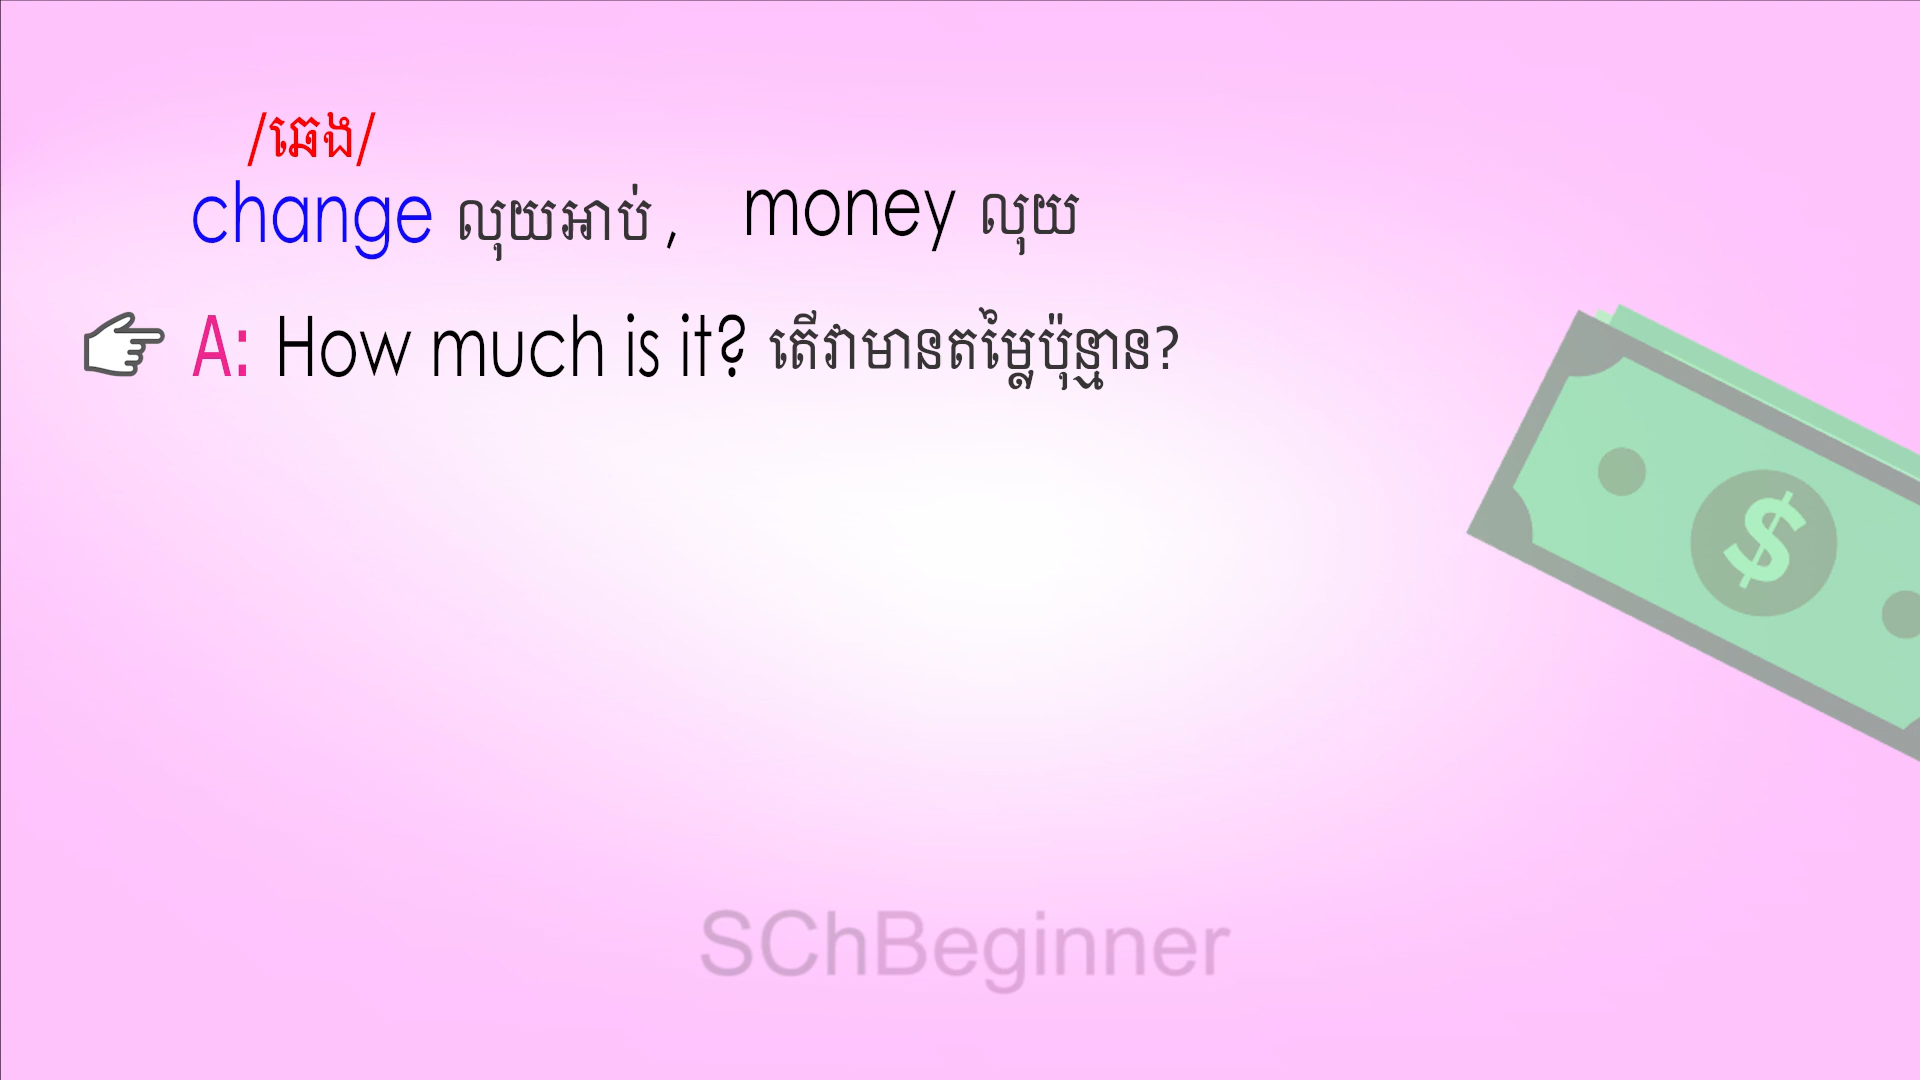 /ឆេង/
change លុយអាប់ , money លុយ
A: How much is it? តើវាមានតម្លៃប៉ុន្មាន?
$
SChBeginner